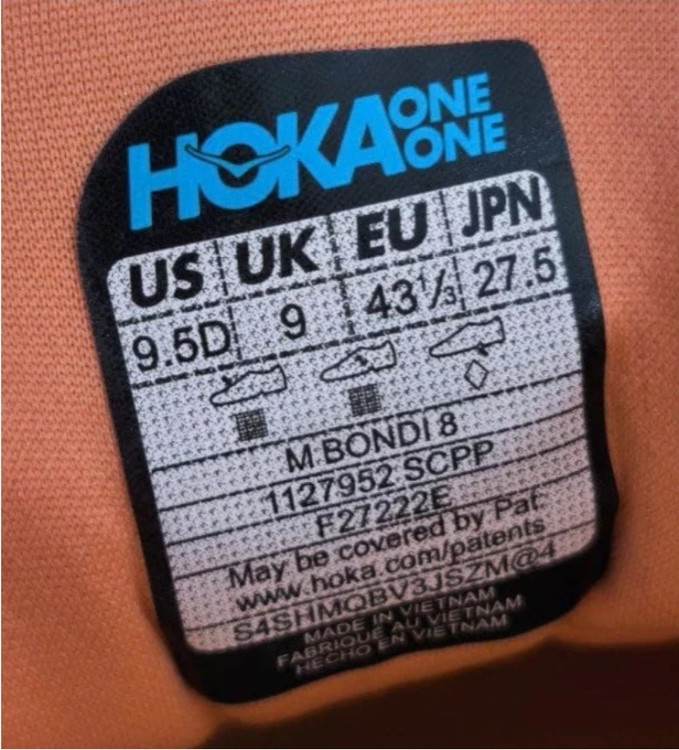 HOKA ONE ONE
US UK EU JPN
9.5D 9 43⅓ 27.5
M BONDI 8
1127952 SCPP
F27222E
May be covered by Pat.
www.hoka.com/patents
S4SHMQBV3JSZM@4
MADE IN VIETNAM
FABRIQUÉ AU VIETNAM
HECHO EN VIETNAM